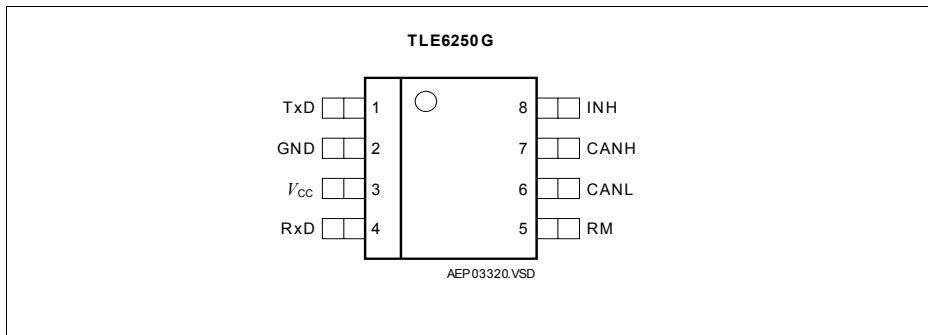 TLE6250G
TxD 1 8 INH
GND 2 7 CANH
VCC 3 6 CANL
RxD 4 5 RM
AEP03320.VSD